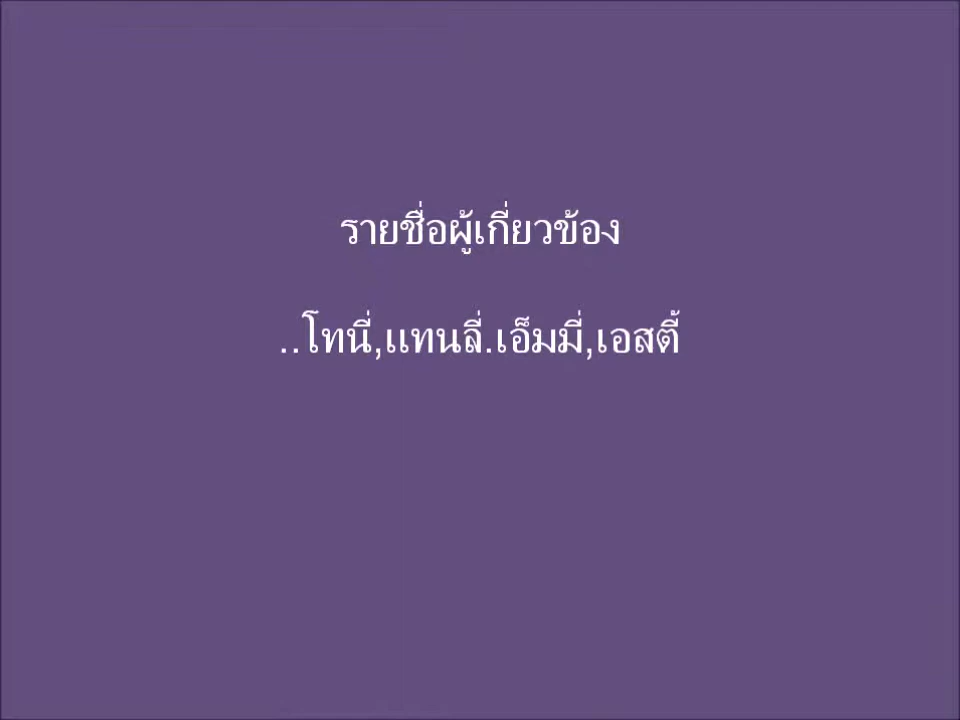 รายชื่อผู้เกี่ยวข้อง
..โทนี่,แทนลี่.เอ็มมี่,เอสตี้